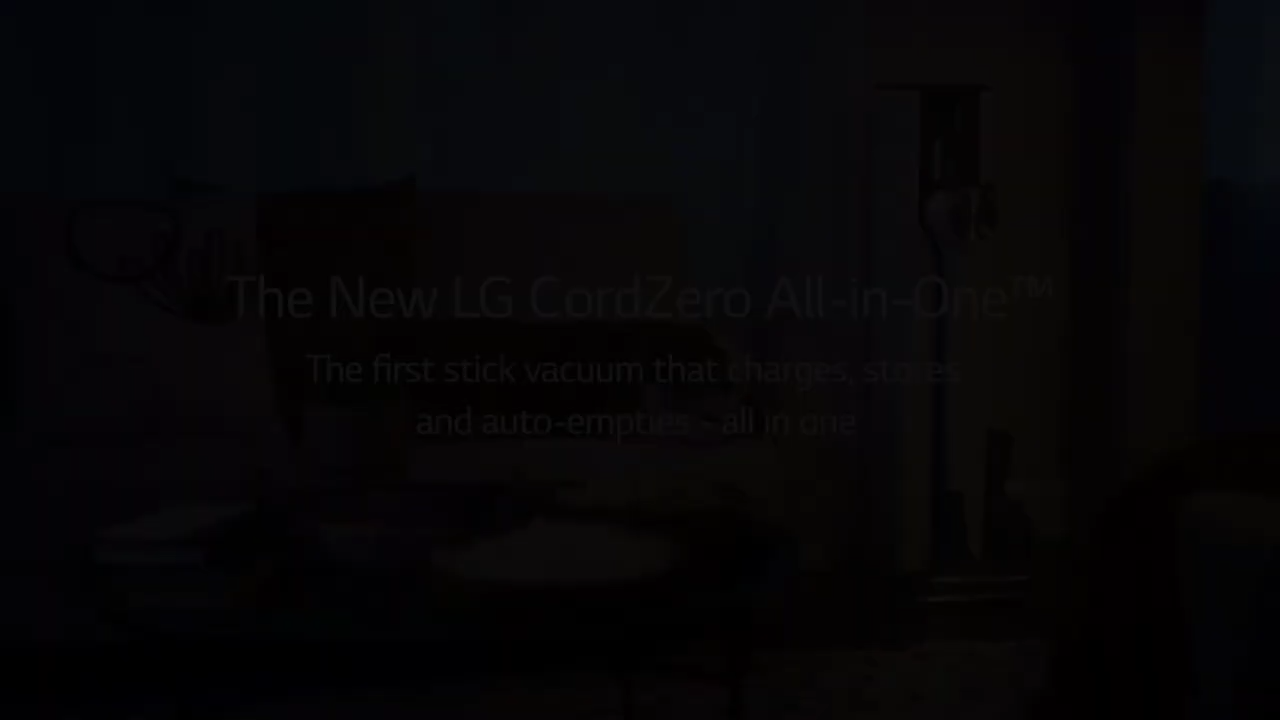 The New LG CordZero All-in-One™
The first stick vacuum that charges, stores
and auto-empties - all in one